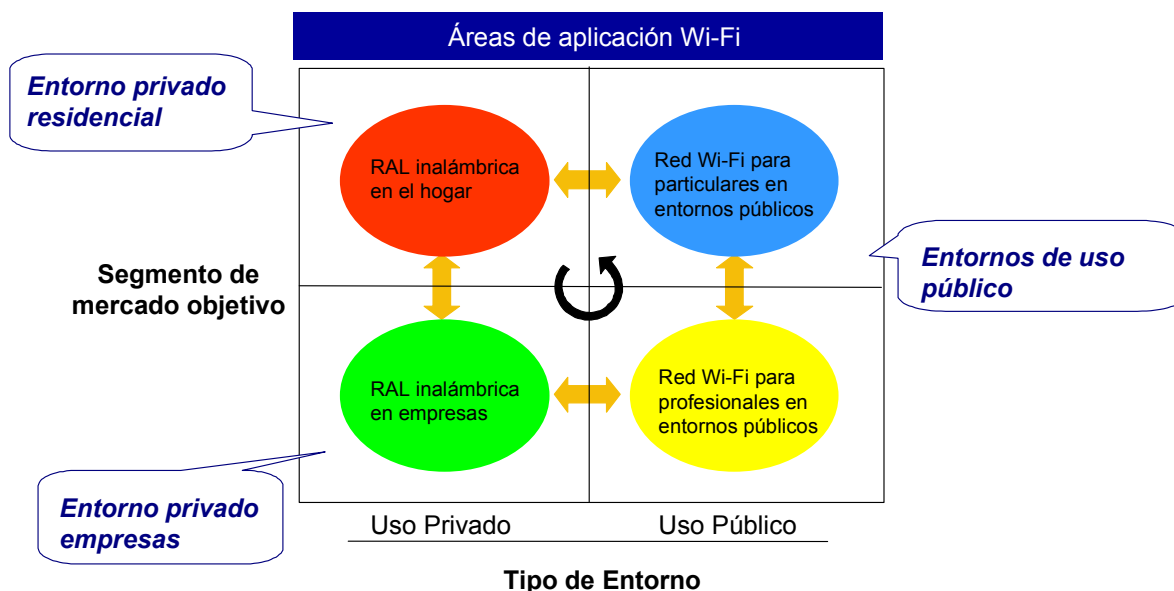 Áreas de aplicación Wi-Fi
Entorno privado
residencial
RAL inalámbrica
en el hogar
Red Wi-Fi para
particulares en
entornos públicos
Segmento de
mercado objetivo
Entornos de uso
público
RAL inalámbrica
en empresas
Red Wi-Fi para
profesionales en
entornos públicos
Entorno privado
empresas
Uso Privado
Uso Público
Tipo de Entorno